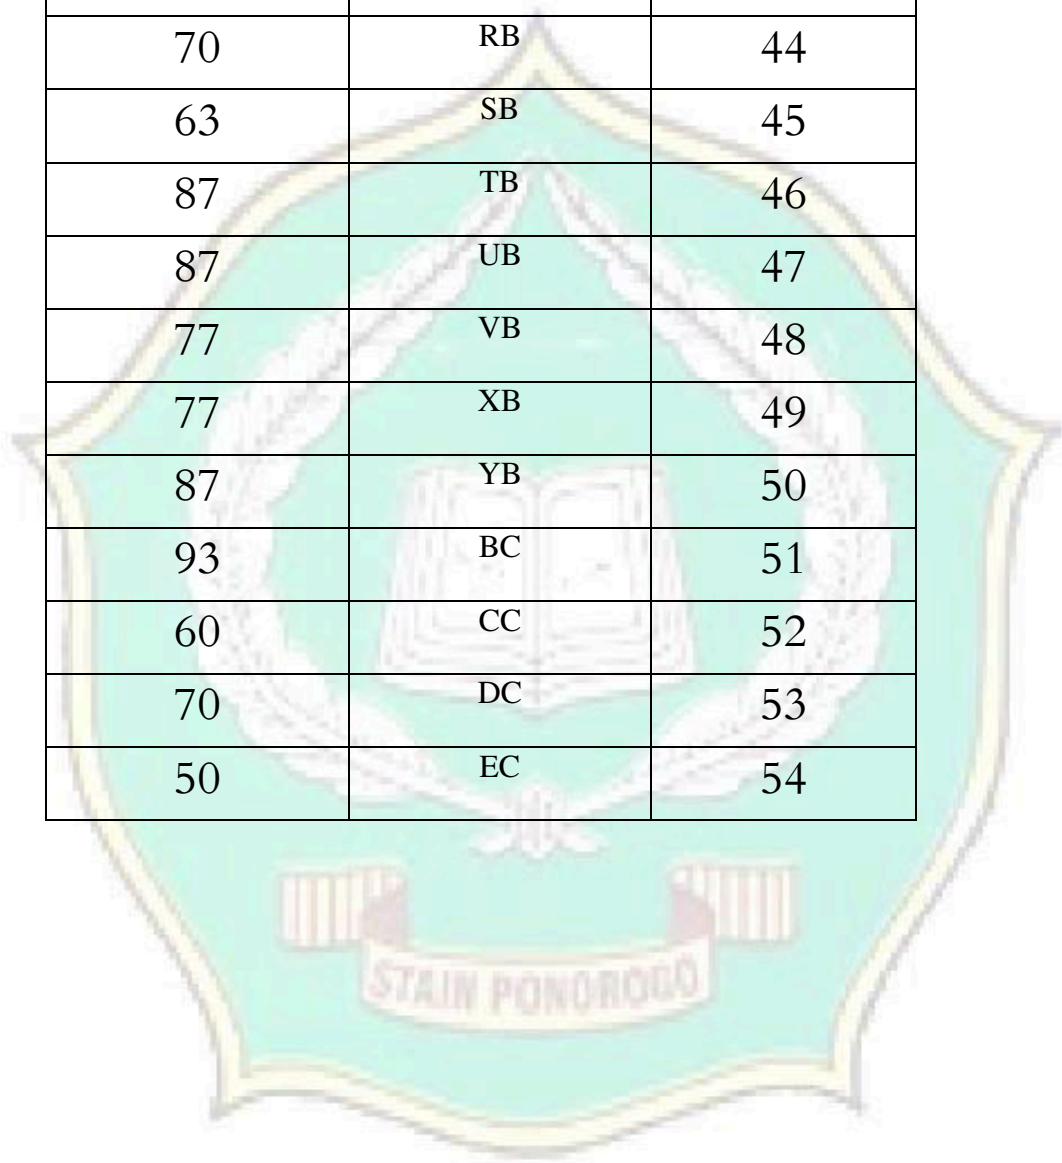 70 RB 44
63 SB 45
87 TB 46
87 UB 47
77 VB 48
77 XB 49
87 YB 50
93 BC 51
60 CC 52
70 DC 53
50 EC 54
STAIN PONOROGO